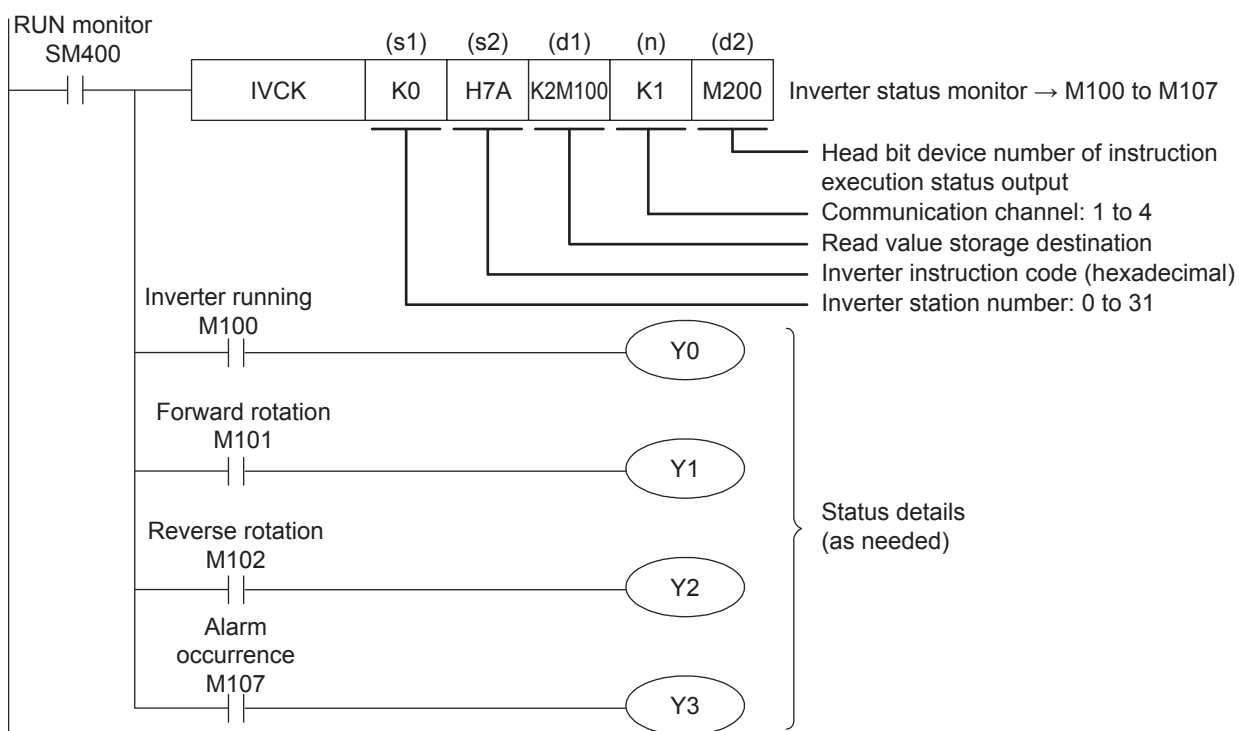 RUN monitor
SM400
(s1) (s2) (d1) (n) (d2)
IVCK K0 H7A K2M100 K1 M200 Inverter status monitor → M100 to M107
Head bit device number of instruction
execution status output
Communication channel: 1 to 4
Read value storage destination
Inverter instruction code (hexadecimal)
Inverter station number: 0 to 31
Inverter running
M100
Y0
Forward rotation
M101
Y1
Reverse rotation
M102
Y2
Alarm
occurrence
M107
Y3
Status details
(as needed)